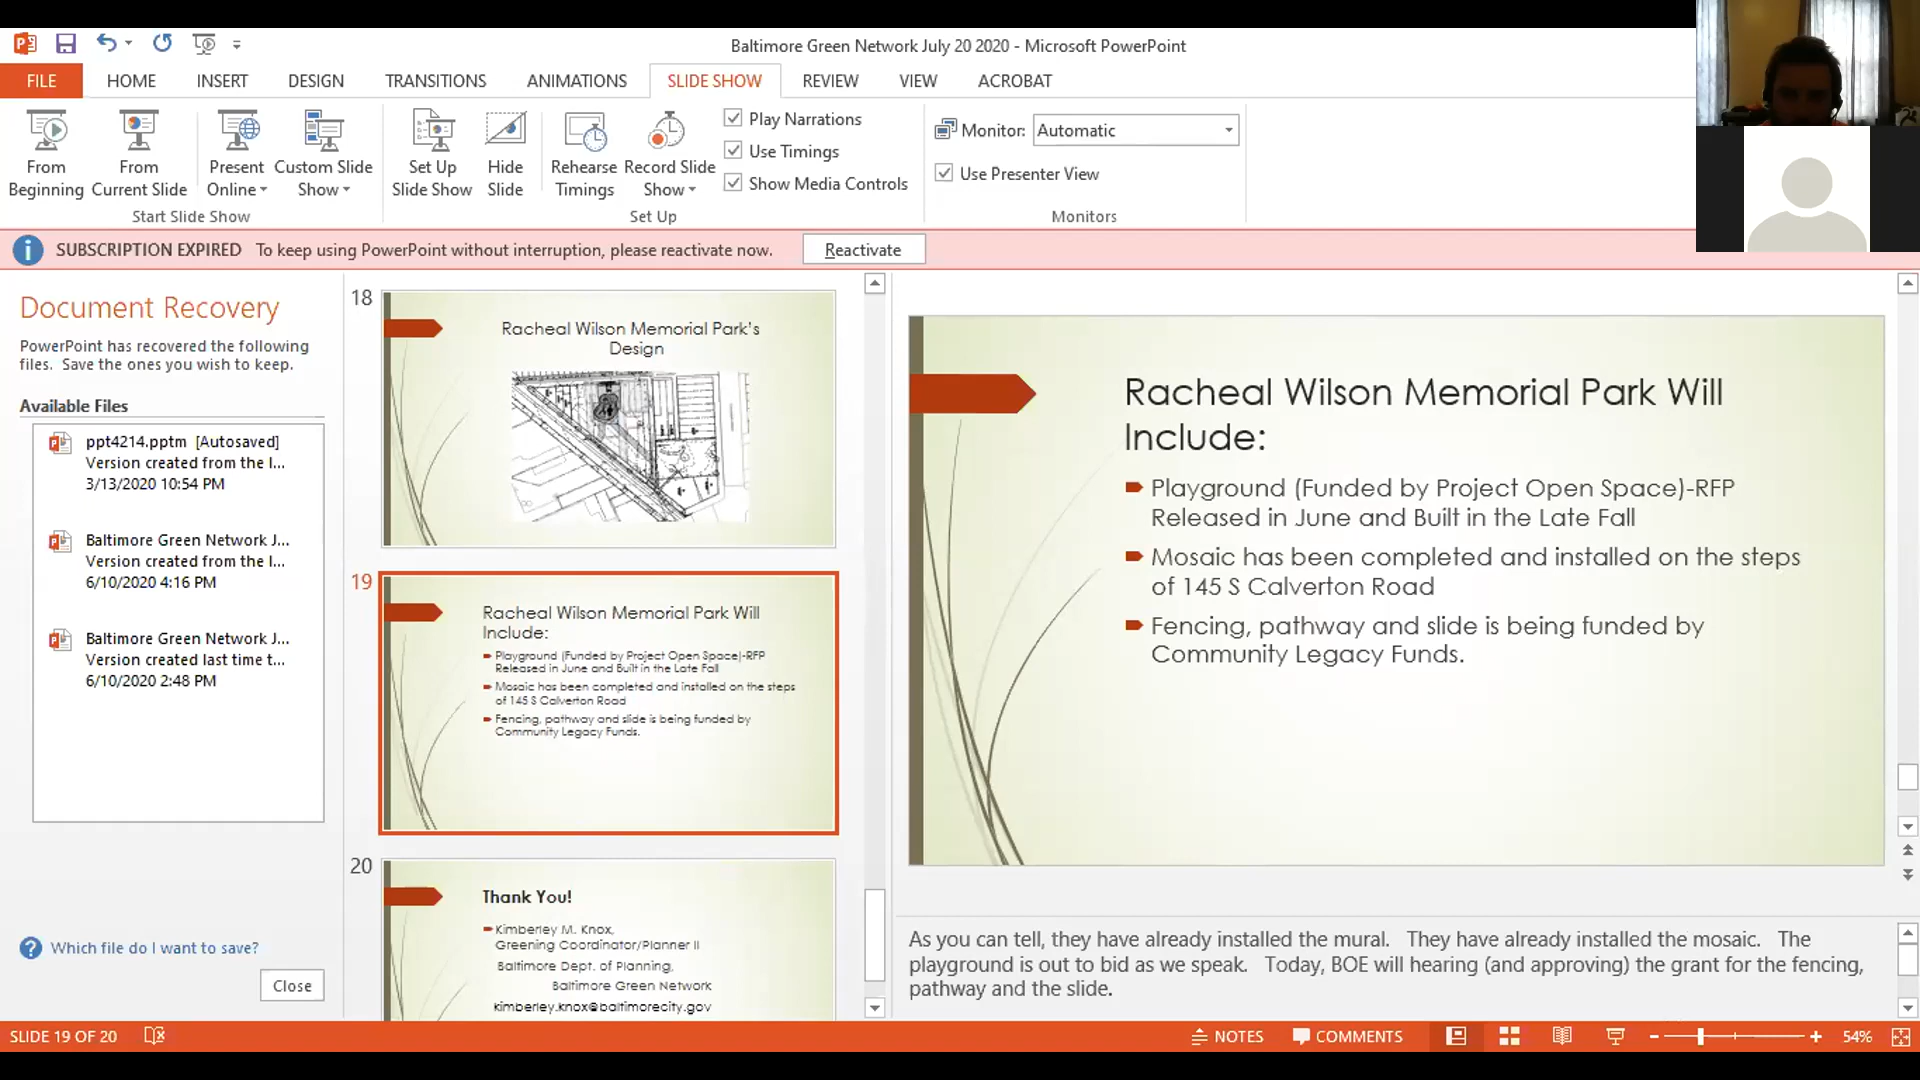 Baltimore Green Network July 20 2020 - Microsoft PowerPoint
FILE HOME INSERT DESIGN TRANSITIONS ANIMATIONS SLIDE SHOW REVIEW VIEW ACROBAT
From Beginning
From Current Slide
Present Online
Custom Slide Show
Start Slide Show
Set Up Slide Show
Hide Slide
Rehearse Timings
Record Slide Show
Play Narrations
Use Timings
Show Media Controls
Set Up
Monitor: Automatic
Use Presenter View
Monitors
SUBSCRIPTION EXPIRED To keep using PowerPoint without interruption, please reactivate now. Reactivate
Document Recovery
PowerPoint has recovered the following
files. Save the ones you wish to keep.
Available Files
ppt4214.pptm [Autosaved]
Version created from the l...
3/13/2020 10:54 PM
Baltimore Green Network J...
Version created from the l...
6/10/2020 4:16 PM
Baltimore Green Network J...
Version created last time t...
6/10/2020 2:48 PM
Which file do I want to save?
Close
18
Racheal Wilson Memorial Park's
Design
19
Racheal Wilson Memorial Park Will
Include:
Playground (Funded by Project Open Space)-RFP
Released in June and Built in the Late Fall
Mosaic has been completed and installed on the steps
of 145 S Calverton Road
Fencing, pathway and slide is being funded by
Community Legacy Funds.
20
Thank You!
Kimberley M. Knox,
Greening Coordinator/Planner II
Baltimore Dept. of Planning,
Baltimore Green Network
kimberley.knox@baltimorecity.gov
Racheal Wilson Memorial Park Will
Include:
Playground (Funded by Project Open Space)-RFP
Released in June and Built in the Late Fall
Mosaic has been completed and installed on the steps
of 145 S Calverton Road
Fencing, pathway and slide is being funded by
Community Legacy Funds.
As you can tell, they have already installed the mural. They have already installed the mosaic. The
playground is out to bid as we speak. Today, BOE will hearing (and approving) the grant for the fencing,
pathway and the slide.
SLIDE 19 OF 20 NOTES COMMENTS 54%